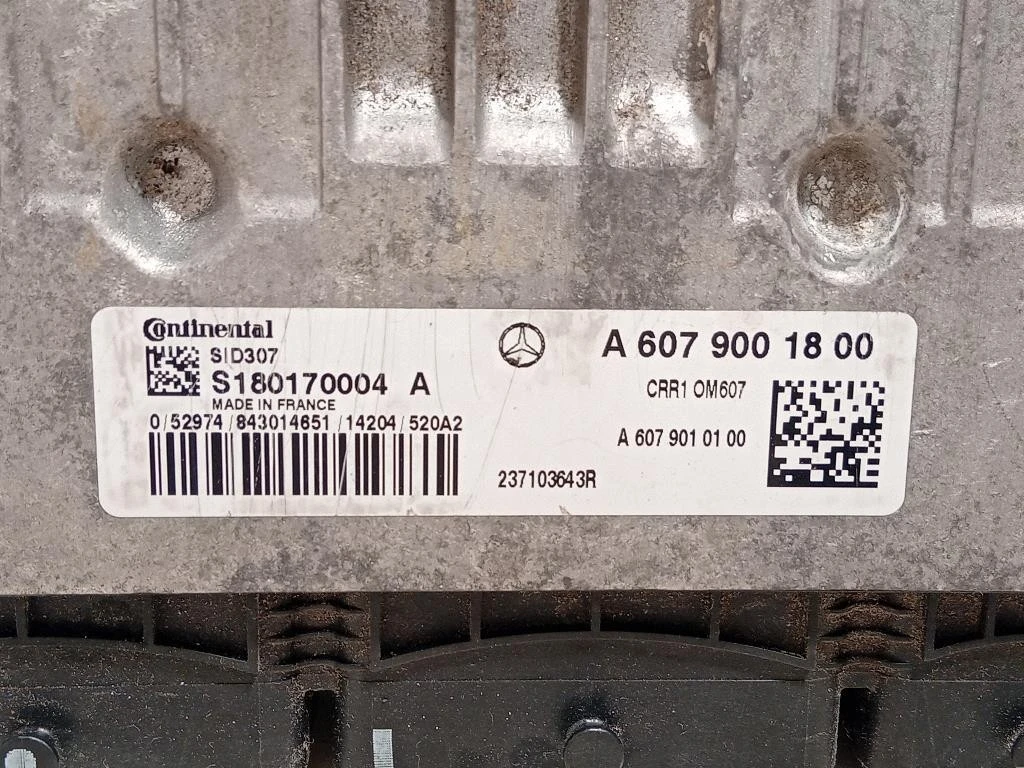 Continental
SID307
S180170004 A
MADE IN FRANCE
0/52974/843014651/14204/520A2
A 607 900 18 00
CRR1 OM607
A 607 901 01 00
237103643R